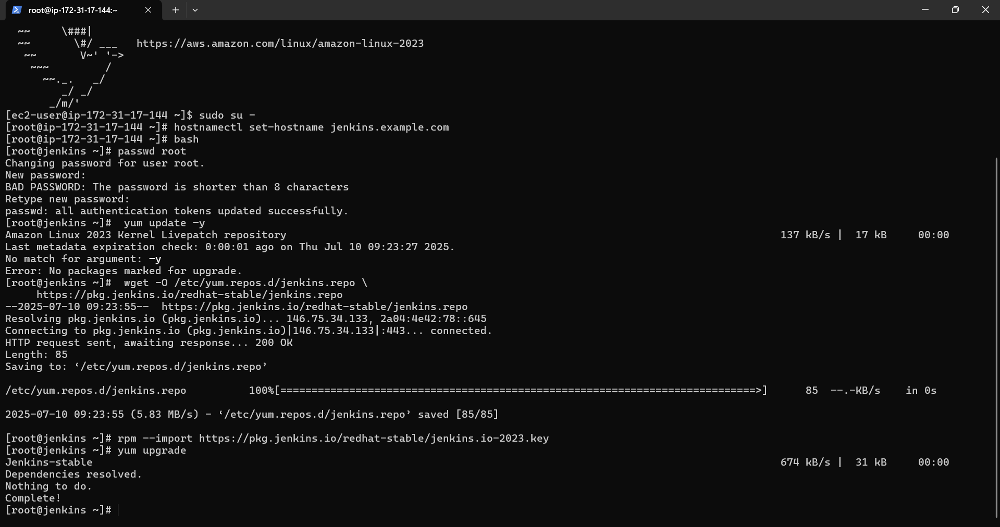 root@ip-172-31-17-144:~
  ~~     \###|
  ~~       \#/ ___   https://aws.amazon.com/linux/amazon-linux-2023
   ~~       V~' '->
    ~~~         /
      ~~._.   _/
         _/ _/
       _/m/'
[ec2-user@ip-172-31-17-144 ~]$ sudo su -
[root@ip-172-31-17-144 ~]# hostnamectl set-hostname jenkins.example.com
[root@ip-172-31-17-144 ~]# bash
[root@jenkins ~]# passwd root
Changing password for user root.
New password:
BAD PASSWORD: The password is shorter than 8 characters
Retype new password:
passwd: all authentication tokens updated successfully.
[root@jenkins ~]#  yum update –y
Amazon Linux 2023 Kernel Livepatch repository                                                                               137 kB/s |  17 kB     00:00
Last metadata expiration check: 0:00:01 ago on Thu Jul 10 09:23:27 2025.
No match for argument: –y
Error: No packages marked for upgrade.
[root@jenkins ~]#  wget -O /etc/yum.repos.d/jenkins.repo \
     https://pkg.jenkins.io/redhat-stable/jenkins.repo
--2025-07-10 09:23:55--  https://pkg.jenkins.io/redhat-stable/jenkins.repo
Resolving pkg.jenkins.io (pkg.jenkins.io)... 146.75.34.133, 2a04:4e42:78::645
Connecting to pkg.jenkins.io (pkg.jenkins.io)|146.75.34.133|:443... connected.
HTTP request sent, awaiting response... 200 OK
Length: 85
Saving to: ‘/etc/yum.repos.d/jenkins.repo’
/etc/yum.repos.d/jenkins.repo          100%[============================================================================>]      85  --.-KB/s    in 0s
2025-07-10 09:23:55 (5.83 MB/s) - ‘/etc/yum.repos.d/jenkins.repo’ saved [85/85]
[root@jenkins ~]# rpm --import https://pkg.jenkins.io/redhat-stable/jenkins.io-2023.key
[root@jenkins ~]# yum upgrade
Jenkins-stable                                                                                                              674 kB/s |  31 kB     00:00
Dependencies resolved.
Nothing to do.
Complete!
[root@jenkins ~]#